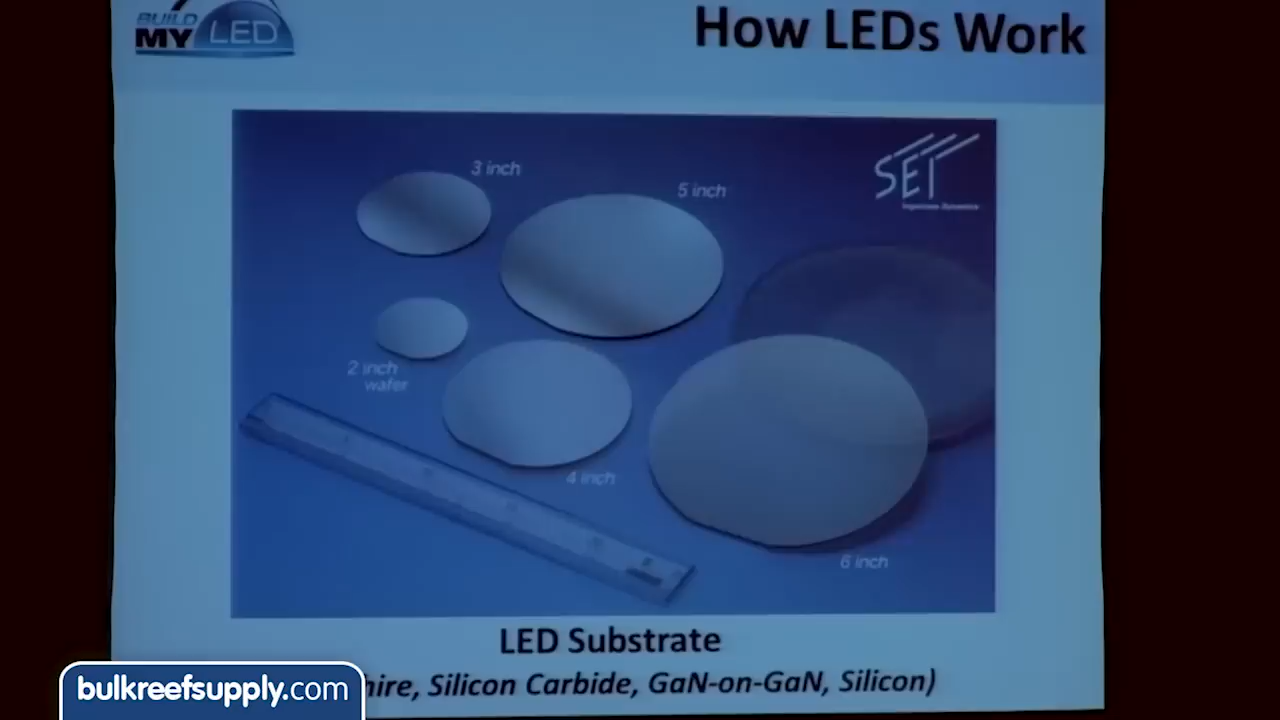 BUILD
MY LED
How LEDs Work
3 inch
5 inch
SET
2 inch
wafer
4 inch
6 inch
LED Substrate
hire, Silicon Carbide, GaN-on-GaN, Silicon)
bulkreefsupply.com